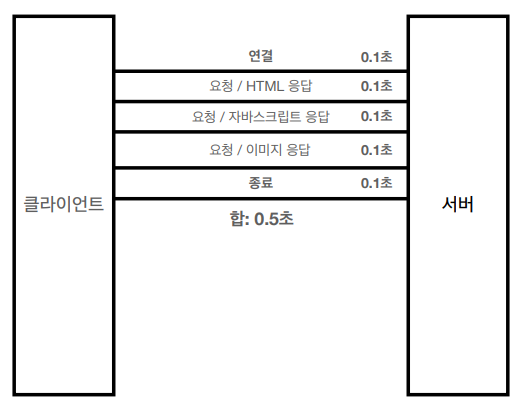 연결 0.1초
요청 / HTML 응답 0.1초
요청 / 자바스크립트 응답 0.1초
요청 / 이미지 응답 0.1초
종료 0.1초
클라이언트
서버
합: 0.5초